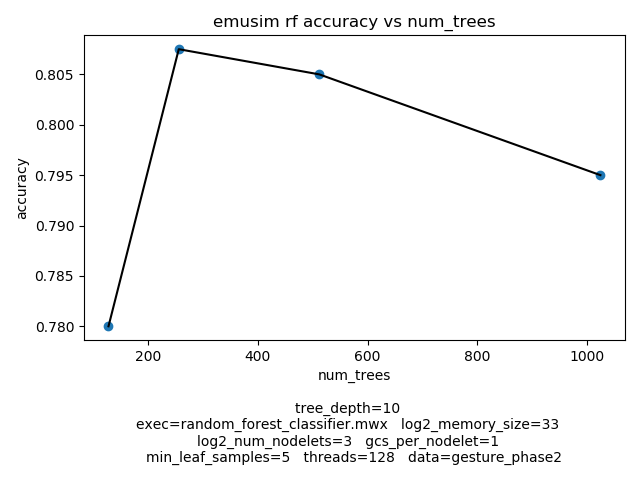 emusim rf accuracy vs num_trees
0.805
0.800
0.795
0.790
0.785
0.780
accuracy
200 400 600 800 1000
num_trees
tree_depth=10
exec=random_forest_classifier.mwx log2_memory_size=33
log2_num_nodelets=3 gcs_per_nodelet=1
min_leaf_samples=5 threads=128 data=gesture_phase2